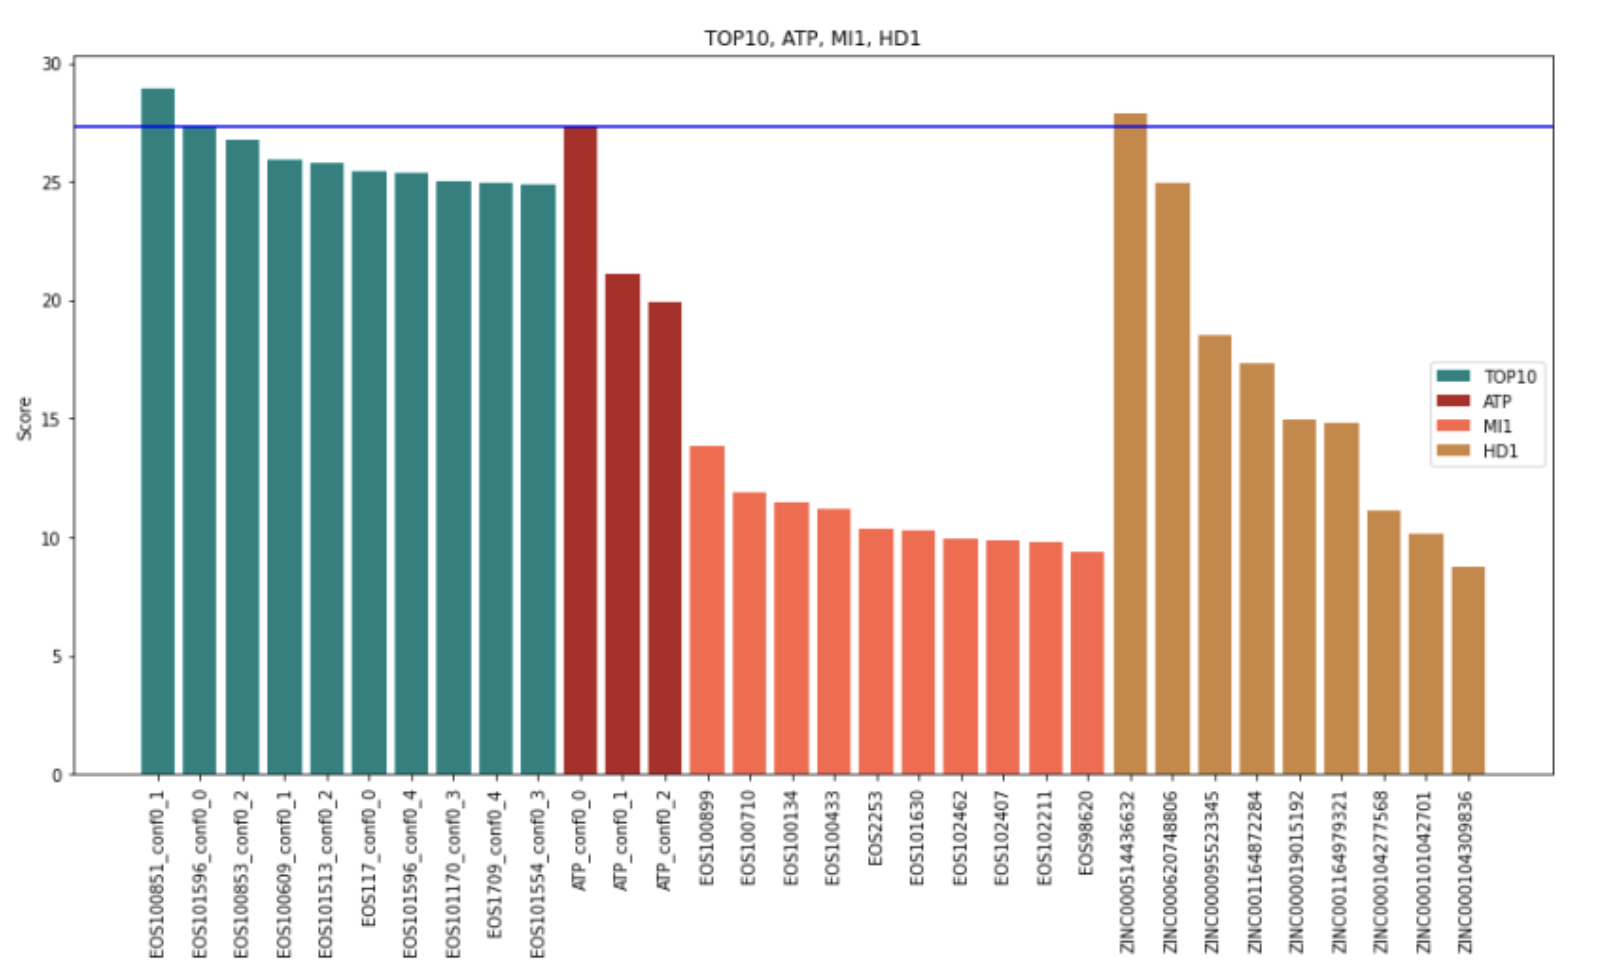 TOP10, ATP, MI1, HD1
30
25
20
15
10
5
0
Score
TOP10
ATP
MI1
HD1
EOS100851_conf0_1
EOS101596_conf0_0
EOS100853_conf0_2
EOS100609_conf0_1
EOS101513_conf0_2
EOS117_conf0_0
EOS101596_conf0_4
EOS101170_conf0_3
EOS1709_conf0_4
EOS101554_conf0_3
ATP_conf0_0
ATP_conf0_1
ATP_conf0_2
EOS100899
EOS100710
EOS100134
EOS100433
EOS2253
EOS101630
EOS102462
EOS102407
EOS102211
EOS98620
ZINC000514436632
ZINC000620748806
ZINC000095523345
ZINC001164872284
ZINC000019015192
ZINC001164979321
ZINC000104277568
ZINC000101042701
ZINC000104309836